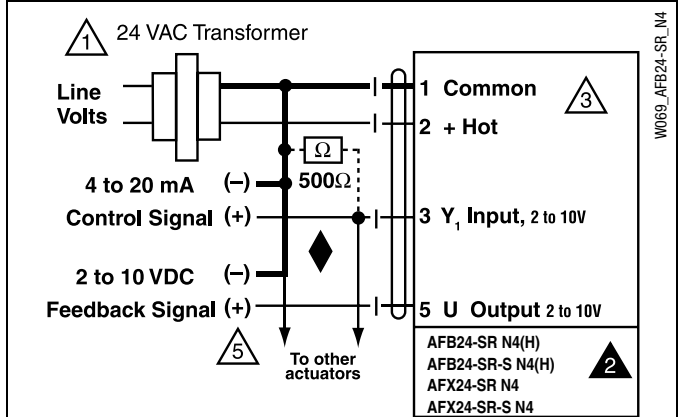 1
24 VAC Transformer
Line
Volts
1 Common
3
2 + Hot
Ω
500Ω
4 to 20 mA (–)
Control Signal (+)
3 Y1 Input, 2 to 10V
2 to 10 VDC (–)
Feedback Signal (+)
5 U Output 2 to 10V
5
To other
actuators
AFB24-SR N4(H)
AFB24-SR-S N4(H)
AFX24-SR N4
AFX24-SR-S N4
2
W069_AFB24-SR_N4